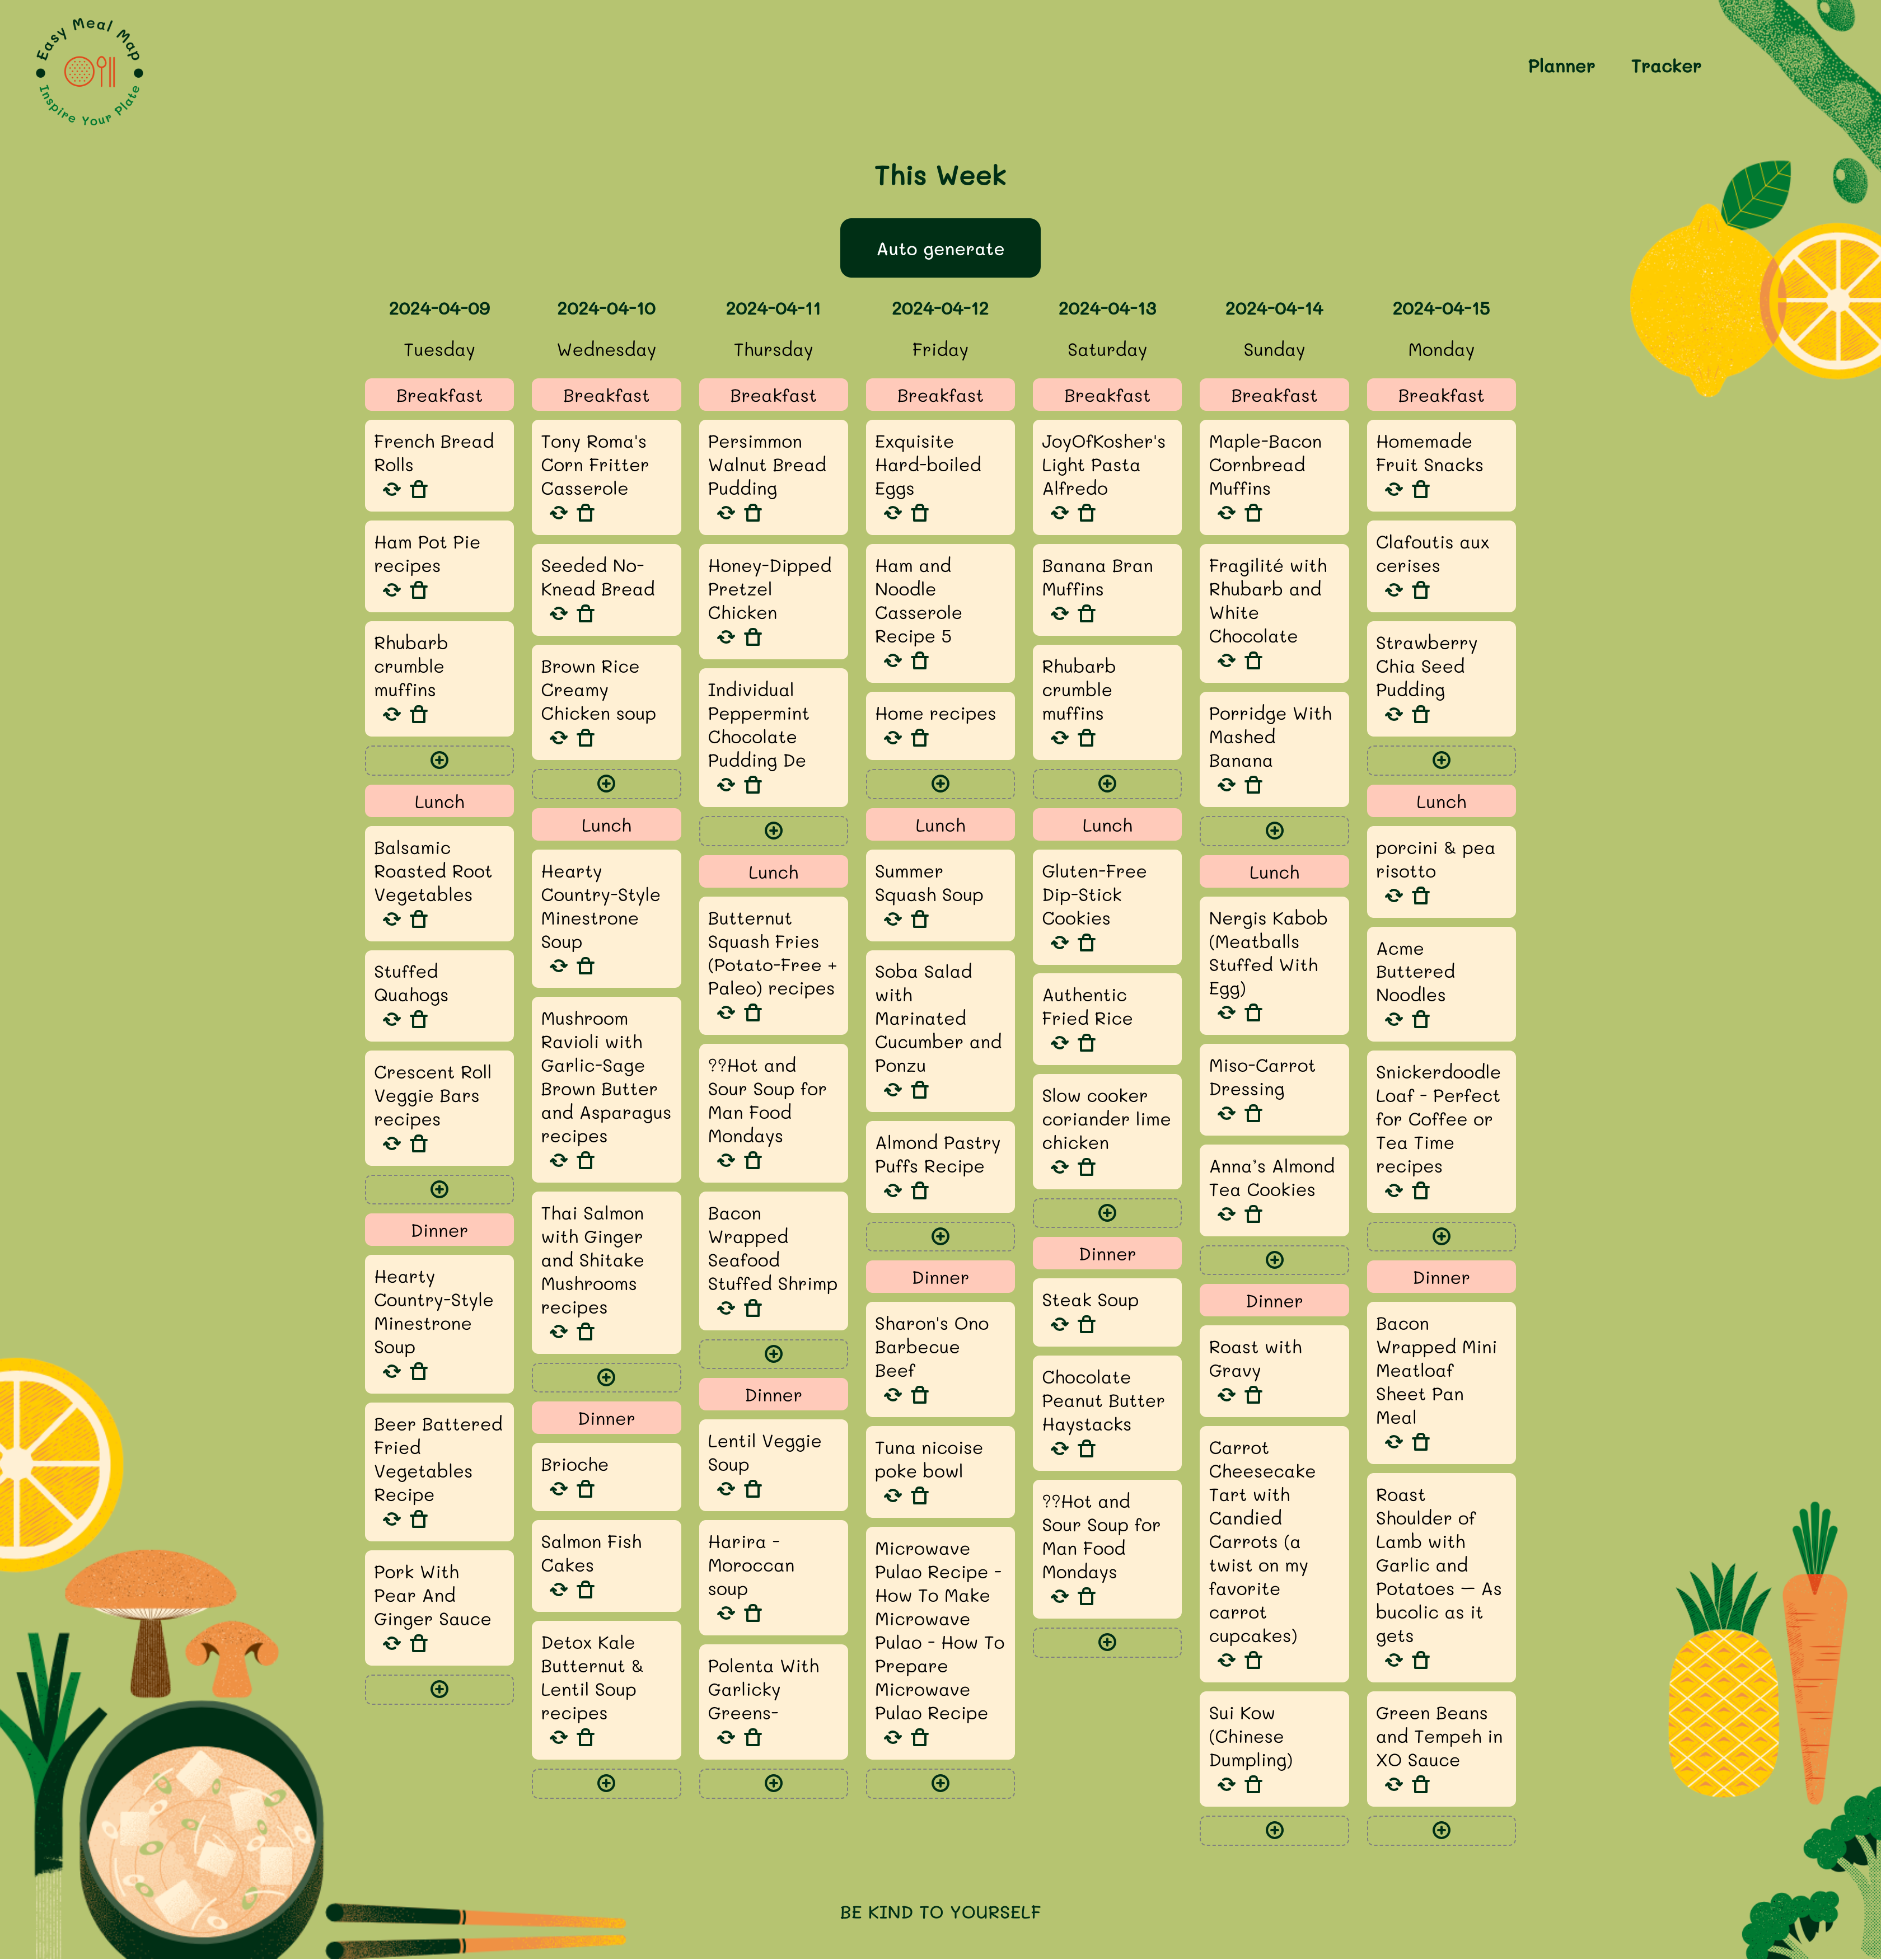 Easy Meal Map
Inspire Your Plate
Planner
Tracker
This Week
Auto generate
2024-04-09
Tuesday
Breakfast
French Bread
Rolls
Ham Pot Pie
recipes
Rhubarb
crumble
muffins
Lunch
Balsamic
Roasted Root
Vegetables
Stuffed
Quahogs
Crescent Roll
Veggie Bars
recipes
Dinner
Hearty
Country-Style
Minestrone
Soup
Beer Battered
Fried
Vegetables
Recipe
Pork With
Pear And
Ginger Sauce
2024-04-10
Wednesday
Breakfast
Tony Roma's
Corn Fritter
Casserole
Seeded No-
Knead Bread
Brown Rice
Creamy
Chicken soup
Lunch
Hearty
Country-Style
Minestrone
Soup
Mushroom
Ravioli with
Garlic-Sage
Brown Butter
and Asparagus
recipes
Thai Salmon
with Ginger
and Shitake
Mushrooms
recipes
Dinner
Brioche
Salmon Fish
Cakes
Detox Kale
Butternut &
Lentil Soup
recipes
2024-04-11
Thursday
Breakfast
Persimmon
Walnut Bread
Pudding
Honey-Dipped
Pretzel
Chicken
Individual
Peppermint
Chocolate
Pudding De
Lunch
Butternut
Squash Fries
(Potato-Free +
Paleo) recipes
??Hot and
Sour Soup for
Man Food
Mondays
Bacon
Wrapped
Seafood
Stuffed Shrimp
Dinner
Lentil Veggie
Soup
Harira -
Moroccan
soup
Polenta With
Garlicky
Greens-
2024-04-12
Friday
Breakfast
Exquisite
Hard-boiled
Eggs
Ham and
Noodle
Casserole
Recipe 5
Home recipes
Lunch
Summer
Squash Soup
Soba Salad
with
Marinated
Cucumber and
Ponzu
Almond Pastry
Puffs Recipe
Dinner
Sharon's Ono
Barbecue
Beef
Tuna nicoise
poke bowl
Microwave
Pulao Recipe -
How To Make
Microwave
Pulao - How To
Prepare
Microwave
Pulao Recipe
2024-04-13
Saturday
Breakfast
JoyOfKosher's
Light Pasta
Alfredo
Banana Bran
Muffins
Rhubarb
crumble
muffins
Lunch
Gluten-Free
Dip-Stick
Cookies
Authentic
Fried Rice
Slow cooker
coriander lime
chicken
Dinner
Steak Soup
Chocolate
Peanut Butter
Haystacks
??Hot and
Sour Soup for
Man Food
Mondays
2024-04-14
Sunday
Breakfast
Maple-Bacon
Cornbread
Muffins
Fragilité with
Rhubarb and
White
Chocolate
Porridge With
Mashed
Banana
Lunch
Nergis Kabob
(Meatballs
Stuffed With
Egg)
Miso-Carrot
Dressing
Anna's Almond
Tea Cookies
Dinner
Roast with
Gravy
Carrot
Cheesecake
Tart with
Candied
Carrots (a
twist on my
favorite
carrot
cupcakes)
Sui Kow
(Chinese
Dumpling)
2024-04-15
Monday
Breakfast
Homemade
Fruit Snacks
Clafoutis aux
cerises
Strawberry
Chia Seed
Pudding
Lunch
porcini & pea
risotto
Acme
Buttered
Noodles
Snickerdoodle
Loaf - Perfect
for Coffee or
Tea Time
recipes
Dinner
Bacon
Wrapped Mini
Meatloaf
Sheet Pan
Meal
Roast
Shoulder of
Lamb with
Garlic and
Potatoes — As
bucolic as it
gets
Green Beans
and Tempeh in
XO Sauce
BE KIND TO YOURSELF